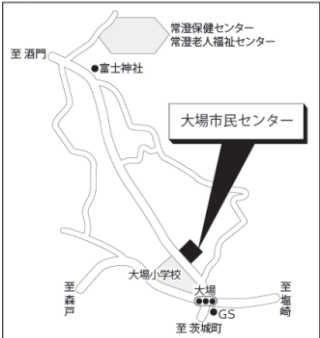 常澄保健センター
常澄老人福祉センター
至 酒門
富士神社
大場市民センター
大場小学校
大場
至森戸
至塩崎
GS
至 茨城町